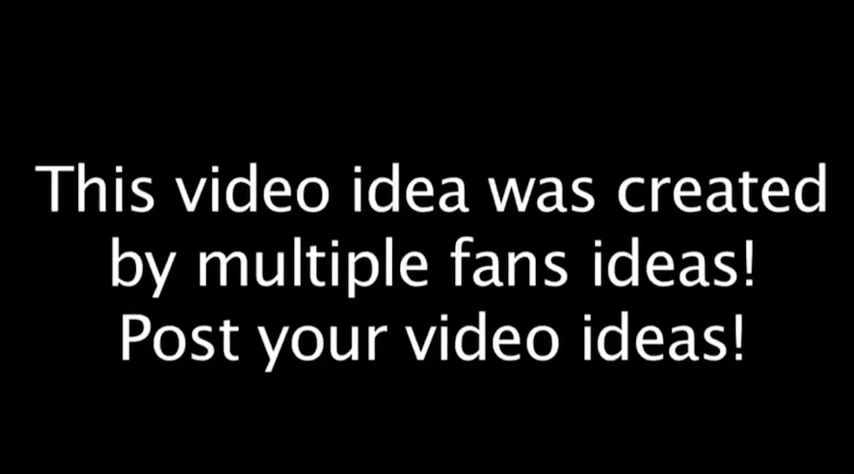 This video idea was created
by multiple fans ideas!
Post your video ideas!